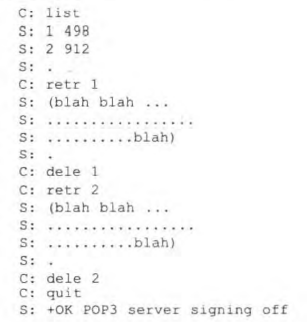 C: list
S: 1 498
S: 2 912
S: .
C: retr 1
S: (blah blah ...
S: .................
S: ..........blah)
S: .
C: dele 1
C: retr 2
S: (blah blah ...
S: .................
S: ..........blah)
S: .
C: dele 2
C: quit
S: +OK POP3 server signing off